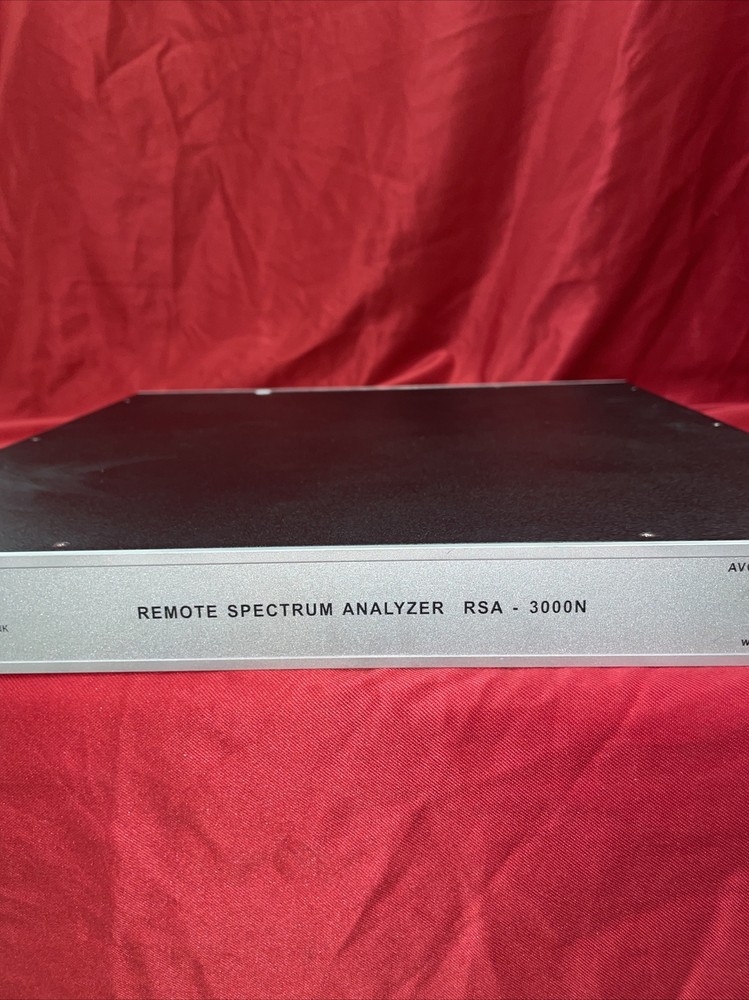 REMOTE SPECTRUM ANALYZER RSA - 3000N